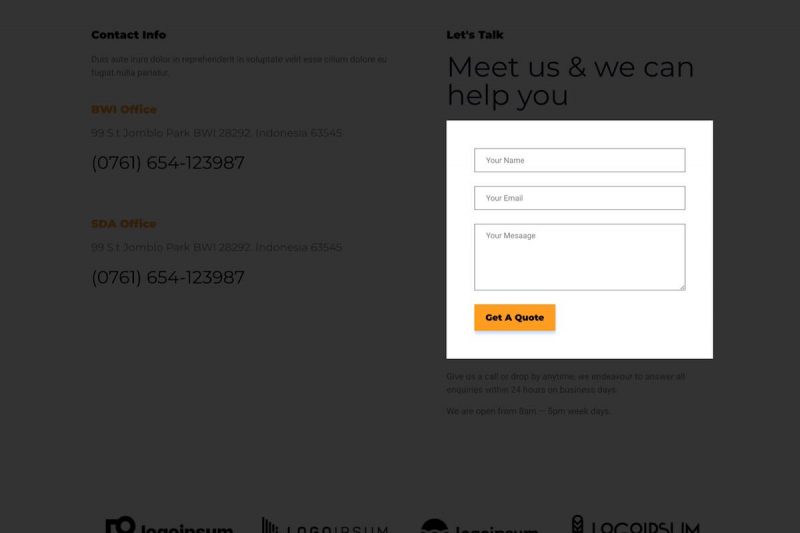 Contact Info
Duis aute irure dolor in reprehenderit in voluptate velit esse cillum dolore eu
fugiat nulla pariatur.
BWI Office
99 S.t Jomblo Park BWI 28292. Indonesia 63545
(0761) 654-123987
SDA Office
99 S.t Jomblo Park BWI 28292. Indonesia 63545
(0761) 654-123987
Let's Talk
Meet us & we can
help you
Your Name
Your Email
Your Mesaage
Get A Quote
Give us a call or drop by anytime, we endeavour to answer all
enquiries within 24 hours on business days.
We are open from 8am — 5pm week days.
logoipsum
LOGOIPSUM
logoipsum
LOGOIPSUM